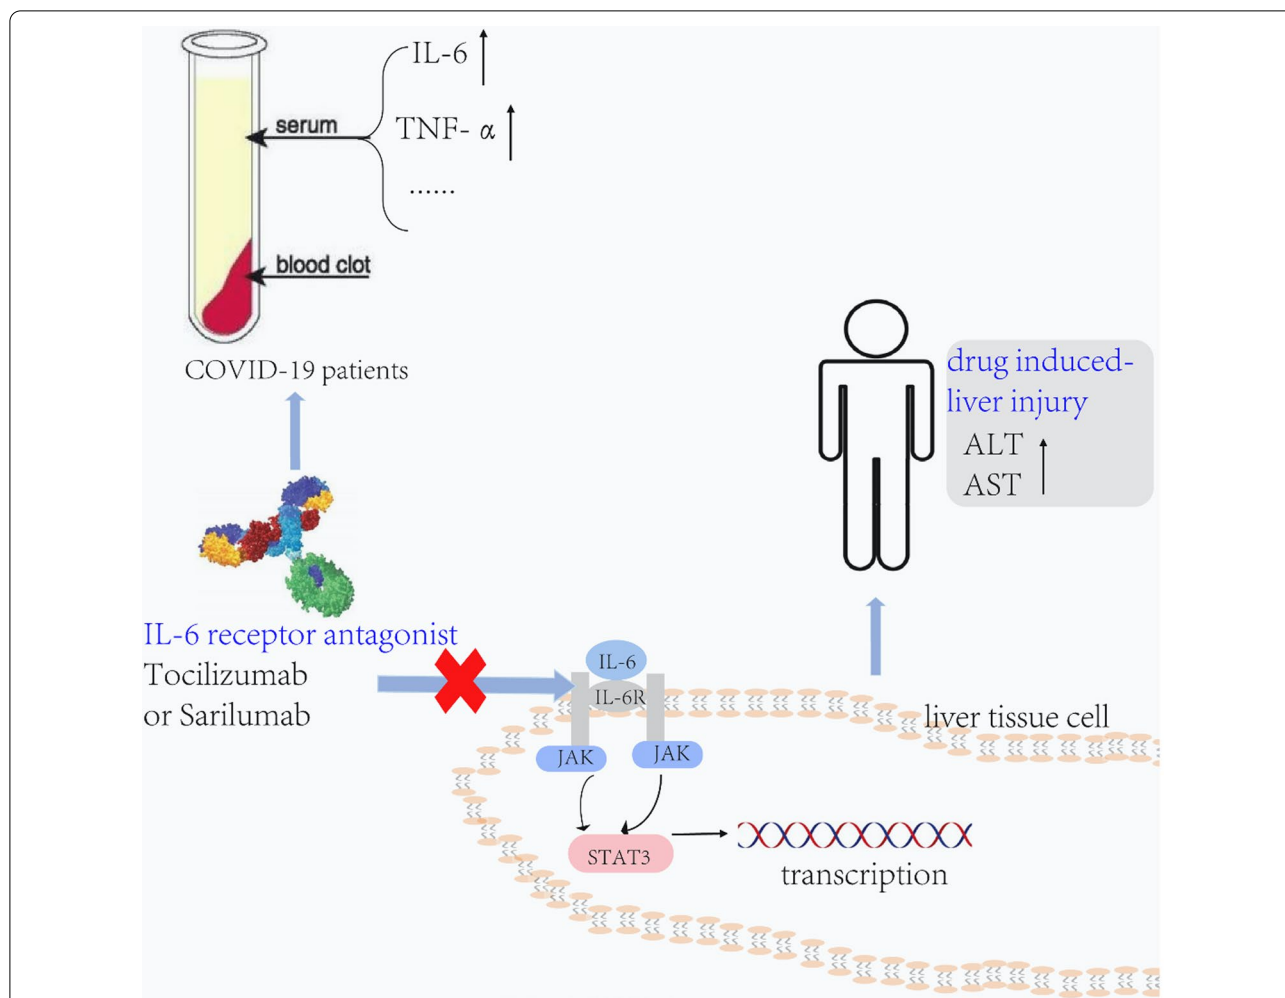 IL-6
serum
TNF- α
......
blood clot
COVID-19 patients
drug induced-
liver injury
ALT
AST
IL-6 receptor antagonist
Tocilizumab
or Sarilumab
IL-6
IL-6R
liver tissue cell
JAK
JAK
STAT3
transcription